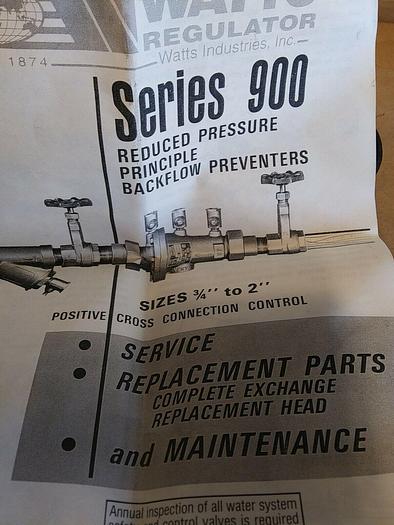 WATTS
REGULATOR
Watts Industries, Inc.
1874
Series 900
REDUCED PRESSURE
PRINCIPLE
BACKFLOW PREVENTERS
SIZES ¾" to 2"
POSITIVE CROSS CONNECTION CONTROL
• SERVICE
• REPLACEMENT PARTS
COMPLETE EXCHANGE
REPLACEMENT HEAD
• and MAINTENANCE
Annual inspection of all water system
safety and control valves is required